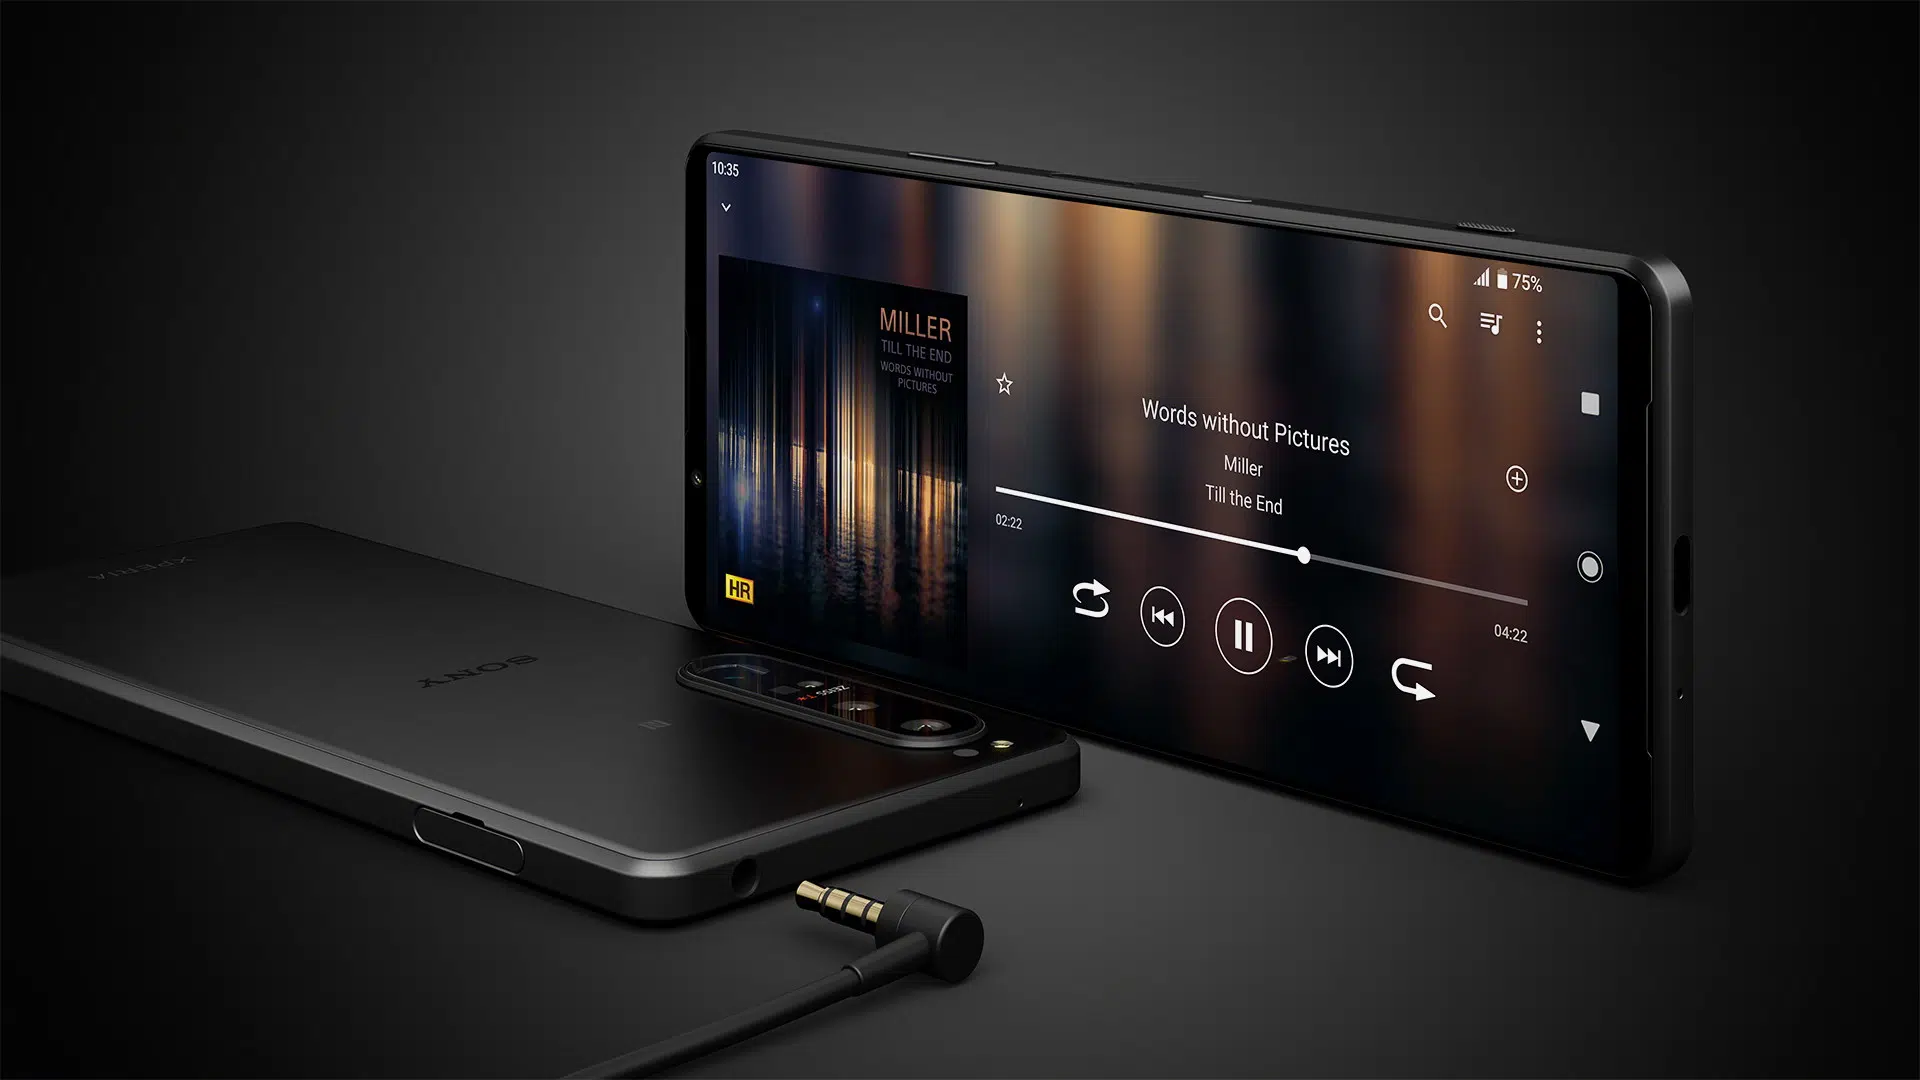 10:35
75%
MILLER
TILL THE END
WORDS WITHOUT
PICTURES
HR
Words without Pictures
Miller
Till the End
02:22
04:22
XPERIA
SONY
ZEISS T*